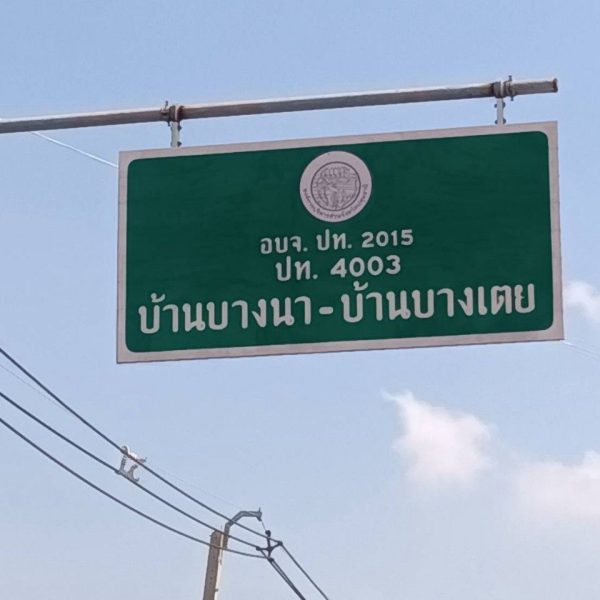 อบจ. ปท. 2015
ปท. 4003
บ้านบางนา - บ้านบางเตย